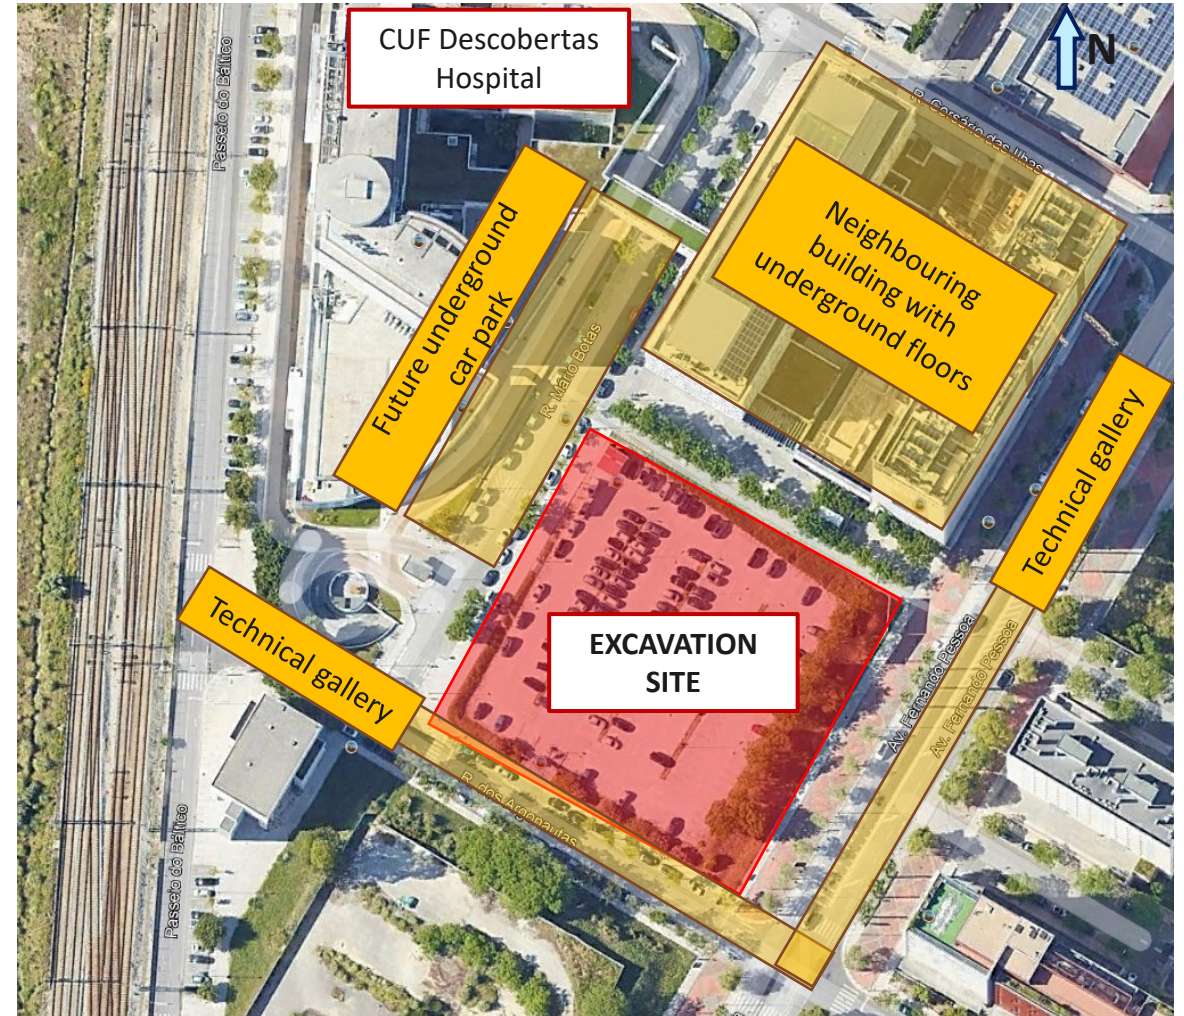 CUF Descobertas
Hospital
N
Passeio do Báltico
R. Corsário das Ilhas
Neighbouring
building with
underground floors
Future underground
car park
R. Mário Botas
Technical gallery
Technical gallery
EXCAVATION
SITE
Av. Fernando Pessoa
Av. Fernando Pessoa
R. dos Argonautas
Passeio do Báltico